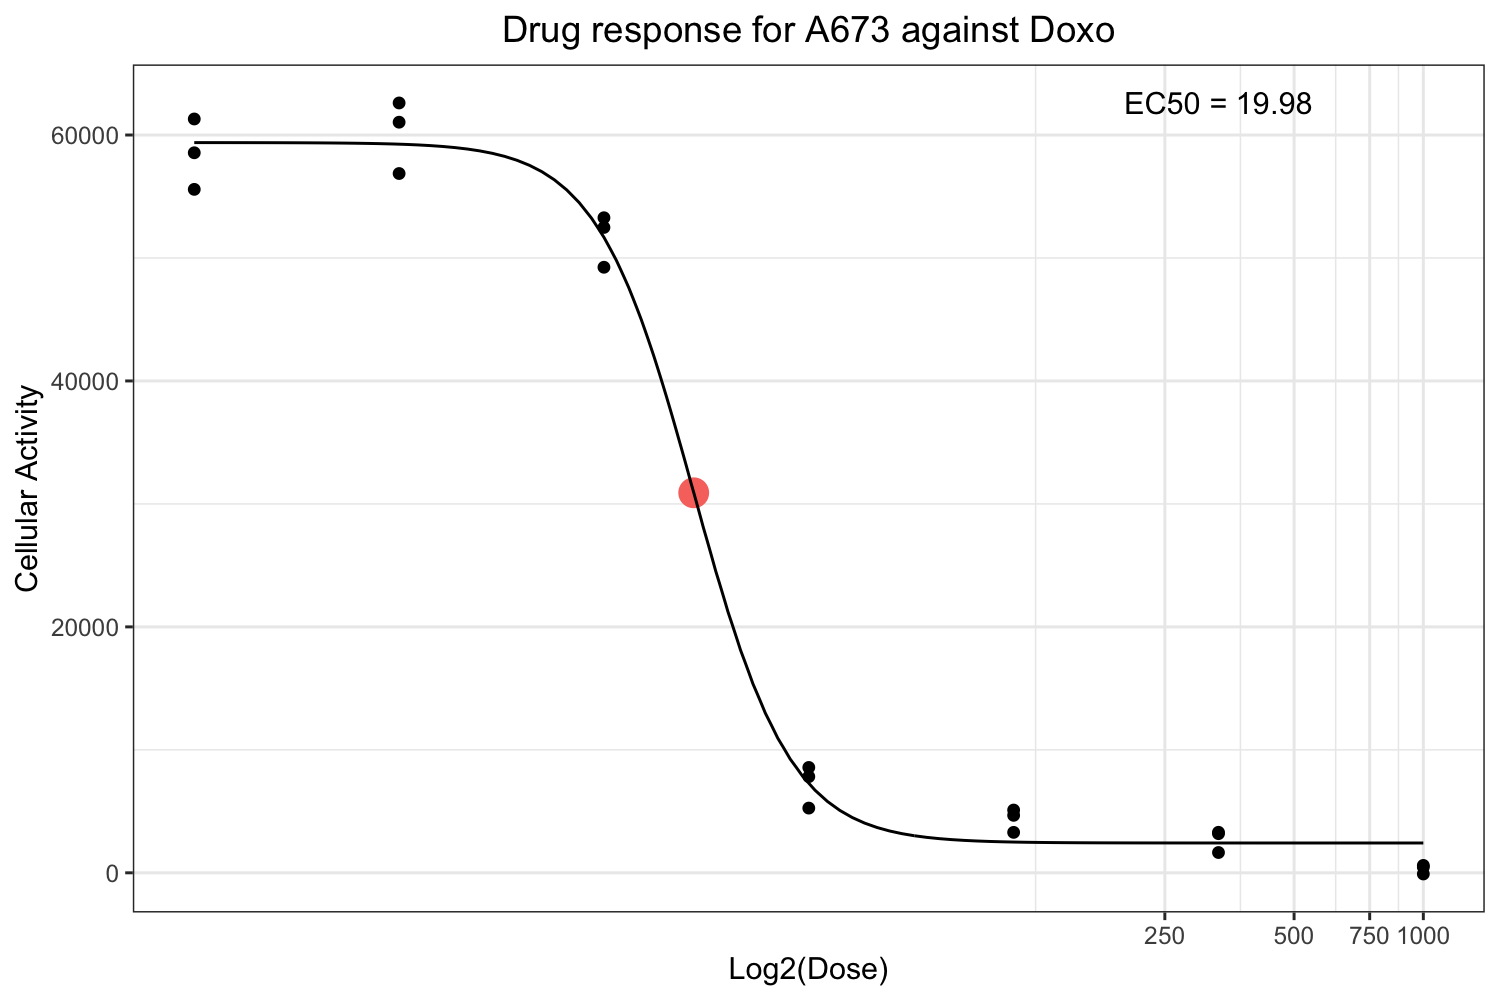 Drug response for A673 against Doxo
EC50 = 19.98
60000
40000
20000
0
Cellular Activity
250 500 750 1000
Log2(Dose)